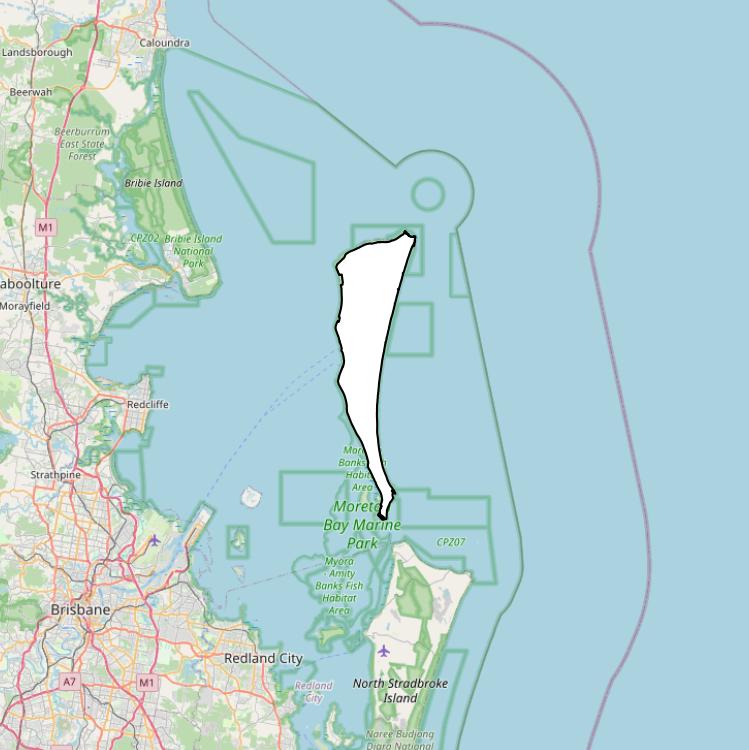 Caloundra
Landsborough
Beerwah
Beerburrum
East State
Forest
Bribie Island
M1
CPZ02
Bribie Island
National
Park
aboolture
Morayfield
Redcliffe
Strathpine
Banks
Habit
Area
Moreto
Bay Marine
Park
CPZ07
Myora
- Amity
Banks Fish
Habitat
Area
Brisbane
Redland City
A7
M1
Redland
City
North Stradbroke
Island
Naree Budjong
Djara National